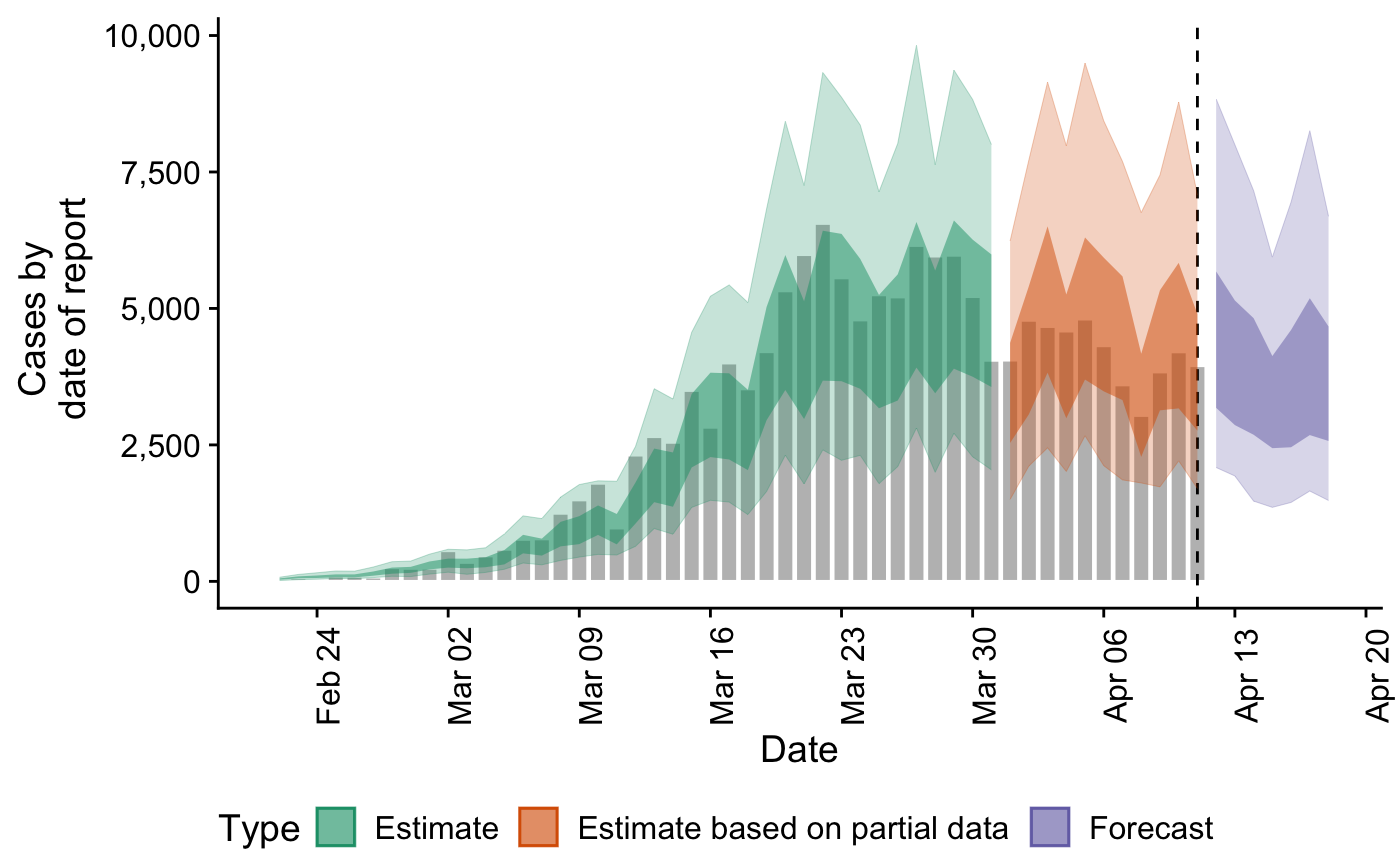 10,000
7,500
5,000
2,500
0
Cases by
date of report
Feb 24
Mar 02
Mar 09
Mar 16
Mar 23
Mar 30
Apr 06
Apr 13
Apr 20
Date
Type Estimate Estimate based on partial data Forecast